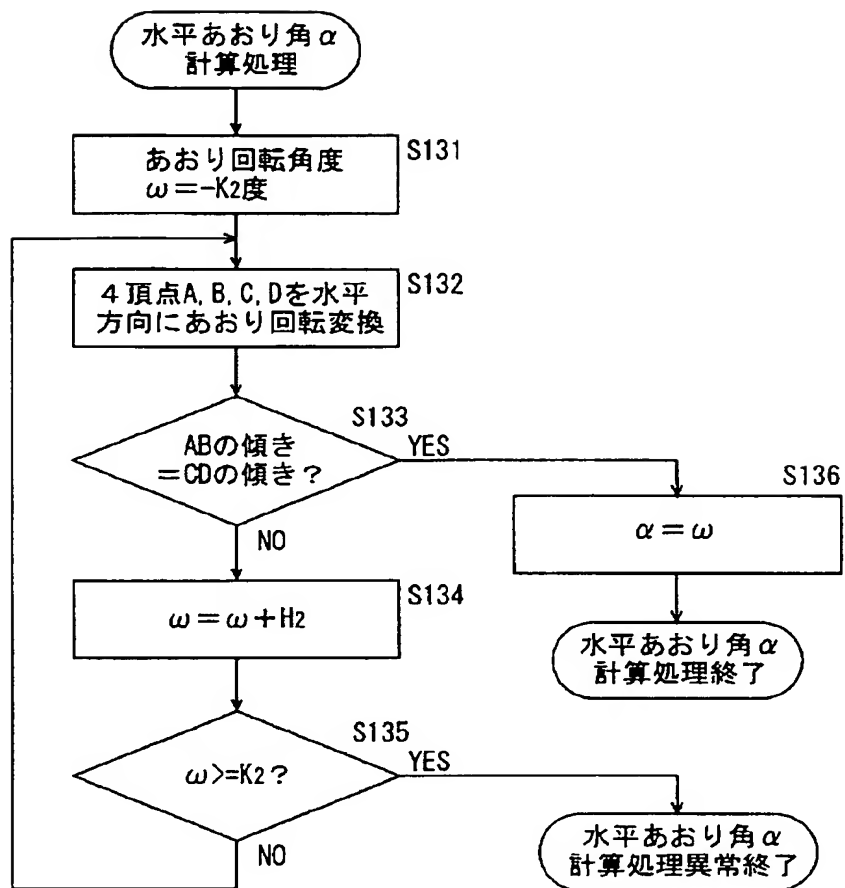 水平あおり角α
計算処理
あおり回転角度
ω=-K2度
S131
4頂点A,B,C,Dを水平
方向にあおり回転変換
S132
ABの傾き
=CDの傾き?
S133
YES
NO
S136
α=ω
水平あおり角α
計算処理終了
ω=ω+H2
S134
ω>=K2?
S135
YES
NO
水平あおり角α
計算処理異常終了